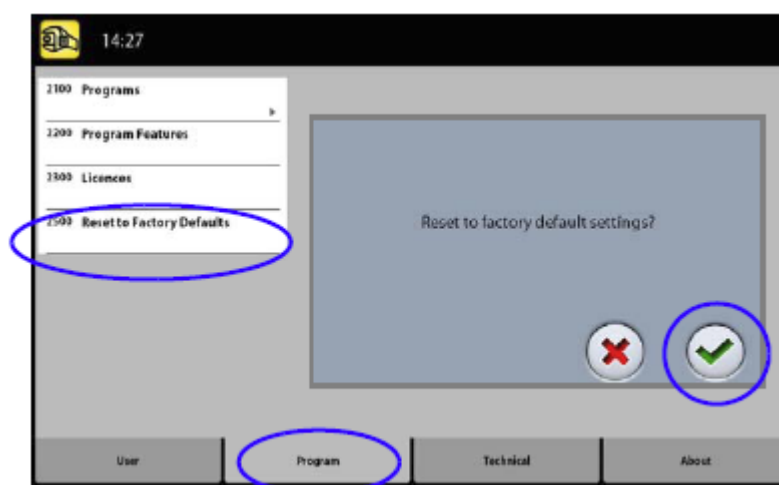 14:27
2100 Programs
2200 Program Features
2300 Licences
2500 Reset to Factory Defaults
Reset to factory default settings?
User
Program
Technical
About